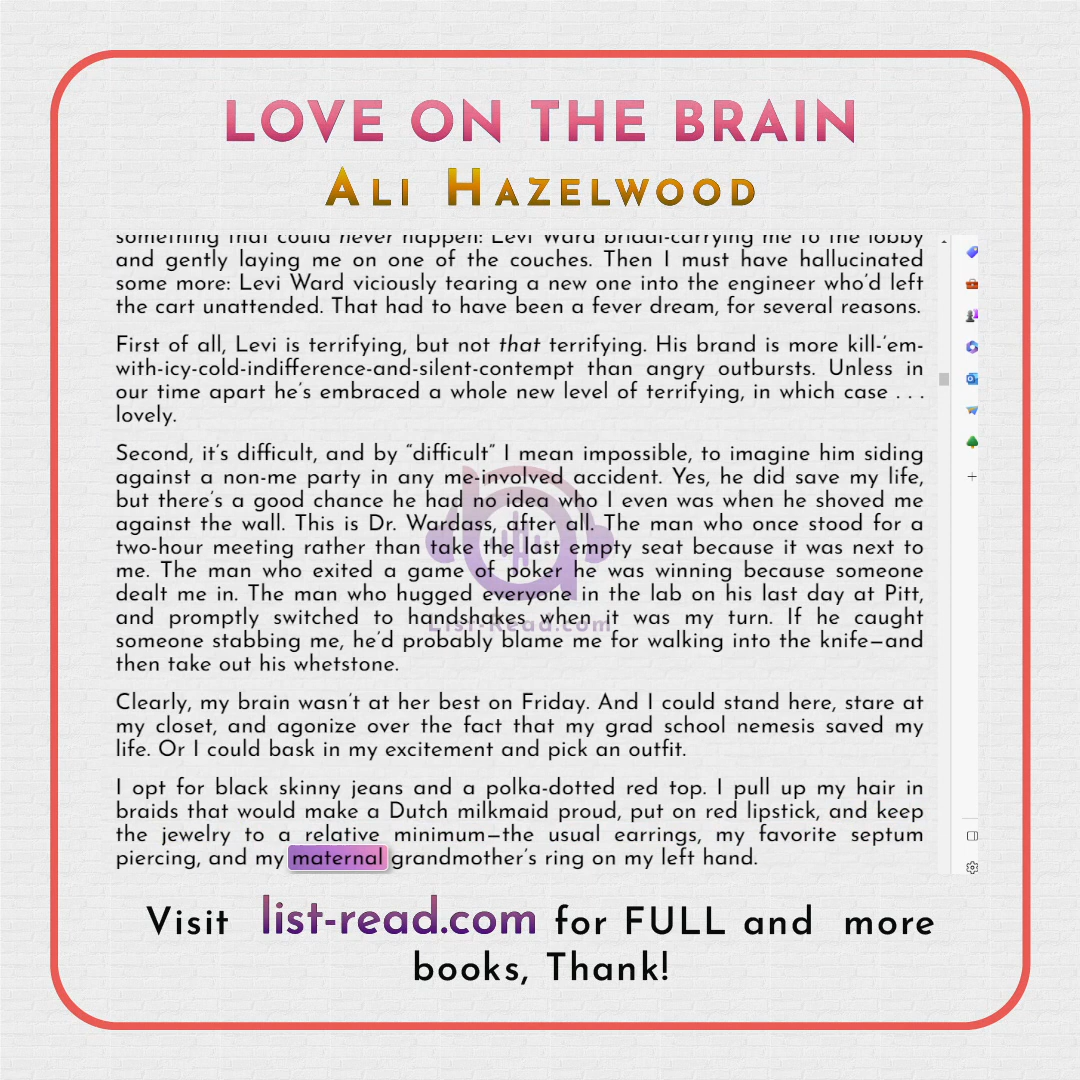 LOVE ON THE BRAIN
ALI HAZELWOOD
something that could never happen: Levi Ward bridal-carrying me to the lobby
and gently laying me on one of the couches. Then I must have hallucinated
some more: Levi Ward viciously tearing a new one into the engineer who'd left
the cart unattended. That had to have been a fever dream, for several reasons.
First of all, Levi is terrifying, but not that terrifying. His brand is more kill-'em-
with-icy-cold-indifference-and-silent-contempt than angry outbursts. Unless in
our time apart he's embraced a whole new level of terrifying, in which case . . .
lovely.
Second, it's difficult, and by “difficult” I mean impossible, to imagine him siding
against a non-me party in any me-involved accident. Yes, he did save my life,
but there's a good chance he had no idea who I even was when he shoved me
against the wall. This is Dr. Wardass, after all. The man who once stood for a
two-hour meeting rather than take the last empty seat because it was next to
me. The man who exited a game of poker he was winning because someone
dealt me in. The man who hugged everyone in the lab on his last day at Pitt,
and promptly switched to handshakes when it was my turn. If he caught
someone stabbing me, he'd probably blame me for walking into the knife—and
then take out his whetstone.
Clearly, my brain wasn't at her best on Friday. And I could stand here, stare at
my closet, and agonize over the fact that my grad school nemesis saved my
life. Or I could bask in my excitement and pick an outfit.
I opt for black skinny jeans and a polka-dotted red top. I pull up my hair in
braids that would make a Dutch milkmaid proud, put on red lipstick, and keep
the jewelry to a relative minimum—the usual earrings, my favorite septum
piercing, and my maternal grandmother's ring on my left hand.
List-Read.com
Visit list-read.com for FULL and more
books, Thank!